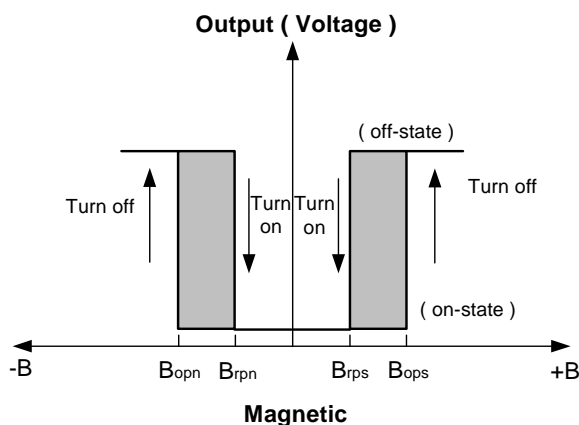 Output ( Voltage )
( off-state )
Turn off
Turn on
Turn on
Turn off
( on-state )
-B
Bopn
Brpn
Brps
Bops
+B
Magnetic